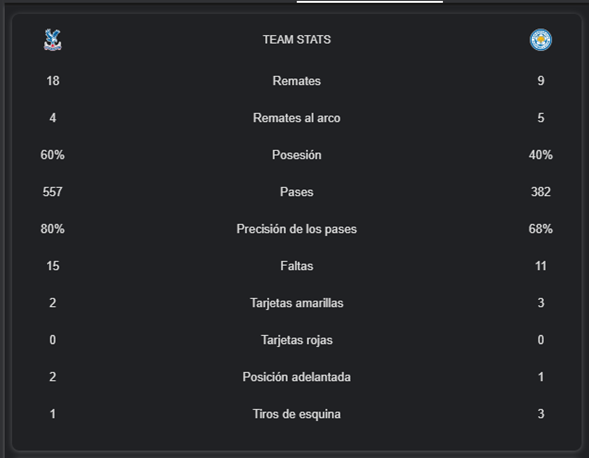 TEAM STATS
18 Remates 9
4 Remates al arco 5
60% Posesión 40%
557 Pases 382
80% Precisión de los pases 68%
15 Faltas 11
2 Tarjetas amarillas 3
0 Tarjetas rojas 0
2 Posición adelantada 1
1 Tiros de esquina 3